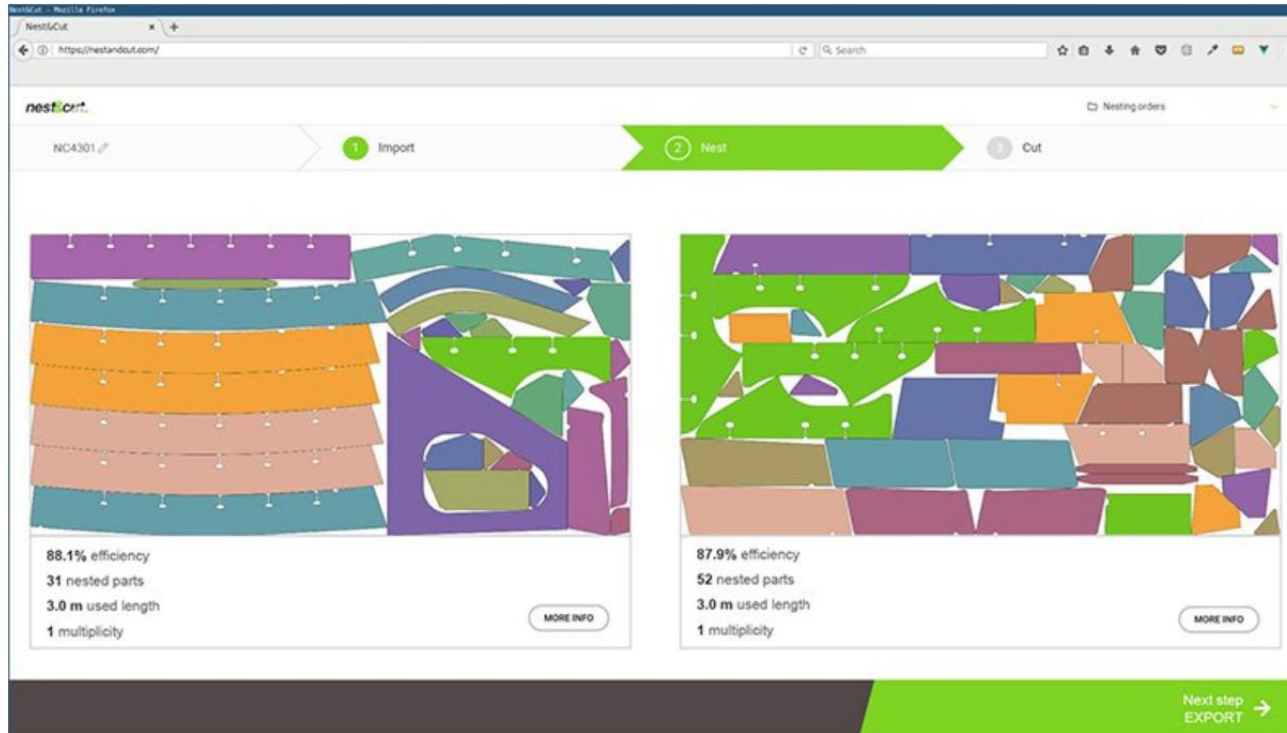 Nest&Cut - Mozilla Firefox
Nest&Cut × +
https://nestandcut.com/
Search
nest&cut.
Nesting orders
NC4301
1 Import
2 Nest
3 Cut
88.1% efficiency
31 nested parts
3.0 m used length
1 multiplicity
MORE INFO
87.9% efficiency
52 nested parts
3.0 m used length
1 multiplicity
MORE INFO
Next step
EXPORT